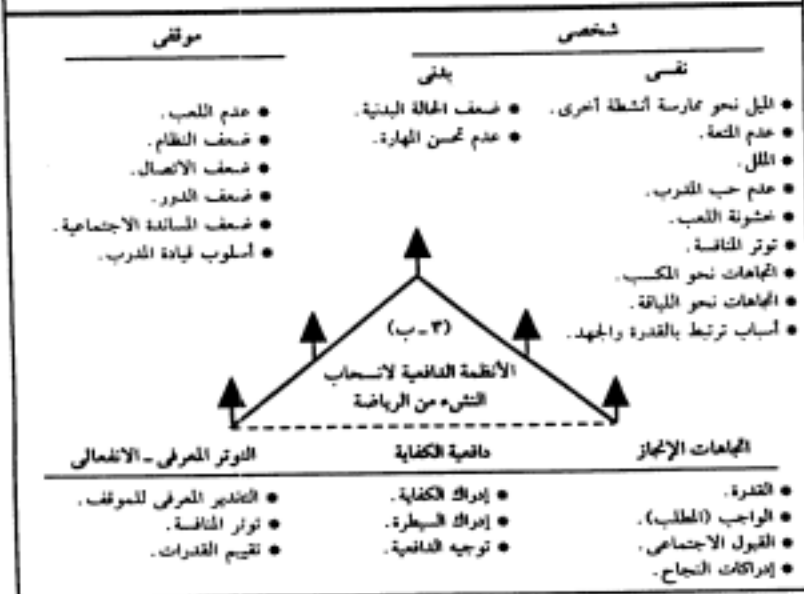 شخصى
موقفى
نفسى
بدنى
● الميل نحو ممارسة أنشطة أخرى.
● عدم المتعة.
● الملل.
● عدم حب المدرب.
● خشونة اللعب.
● توتر المنافسة.
● اتجاهات نحو المكسب.
● اتجاهات نحو اللياقة.
● أسباب ترتبط بالقدرة والجهد.
● ضعف الحالة البدنية.
● عدم تحسن المهارة.
● عدم اللعب.
● ضعف النظام.
● ضعف الاتصال.
● ضعف الدور.
● ضعف المساندة الاجتماعية.
● أسلوب قيادة المدرب.
(٣ ـ ب)
الأنظمة الدافعية لانسحاب
النشىء من الرياضة
اتجاهات الإنجاز
● القدرة.
● الواجب (المطلب).
● القبول الاجتماعى.
● إدراكات النجاح.
دافعية الكفاية
● إدراك الكفاية.
● إدراك السيطرة.
● توجيه الدافعية.
التوتر المعرفى ـ الانفعالى
● التقدير المعرفى للموقف.
● توتر المنافسة.
● تقييم القدرات.